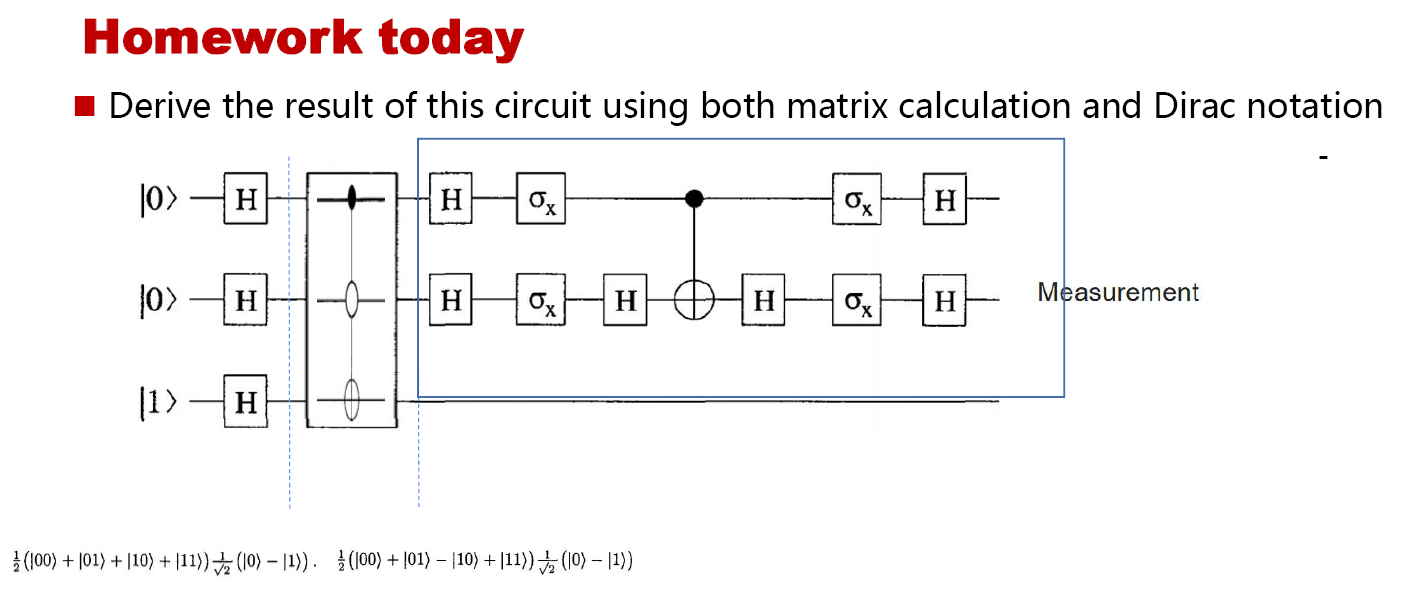 Homework today
■ Derive the result of this circuit using both matrix calculation and Dirac notation
-
|0⟩ H H σx σx H
|0⟩ H H σx H H σx H Measurement
|1⟩ H
½(|00⟩ + |01⟩ + |10⟩ + |11⟩) 1/√2 (|0⟩ − |1⟩). ½(|00⟩ + |01⟩ − |10⟩ + |11⟩) 1/√2 (|0⟩ − |1⟩)